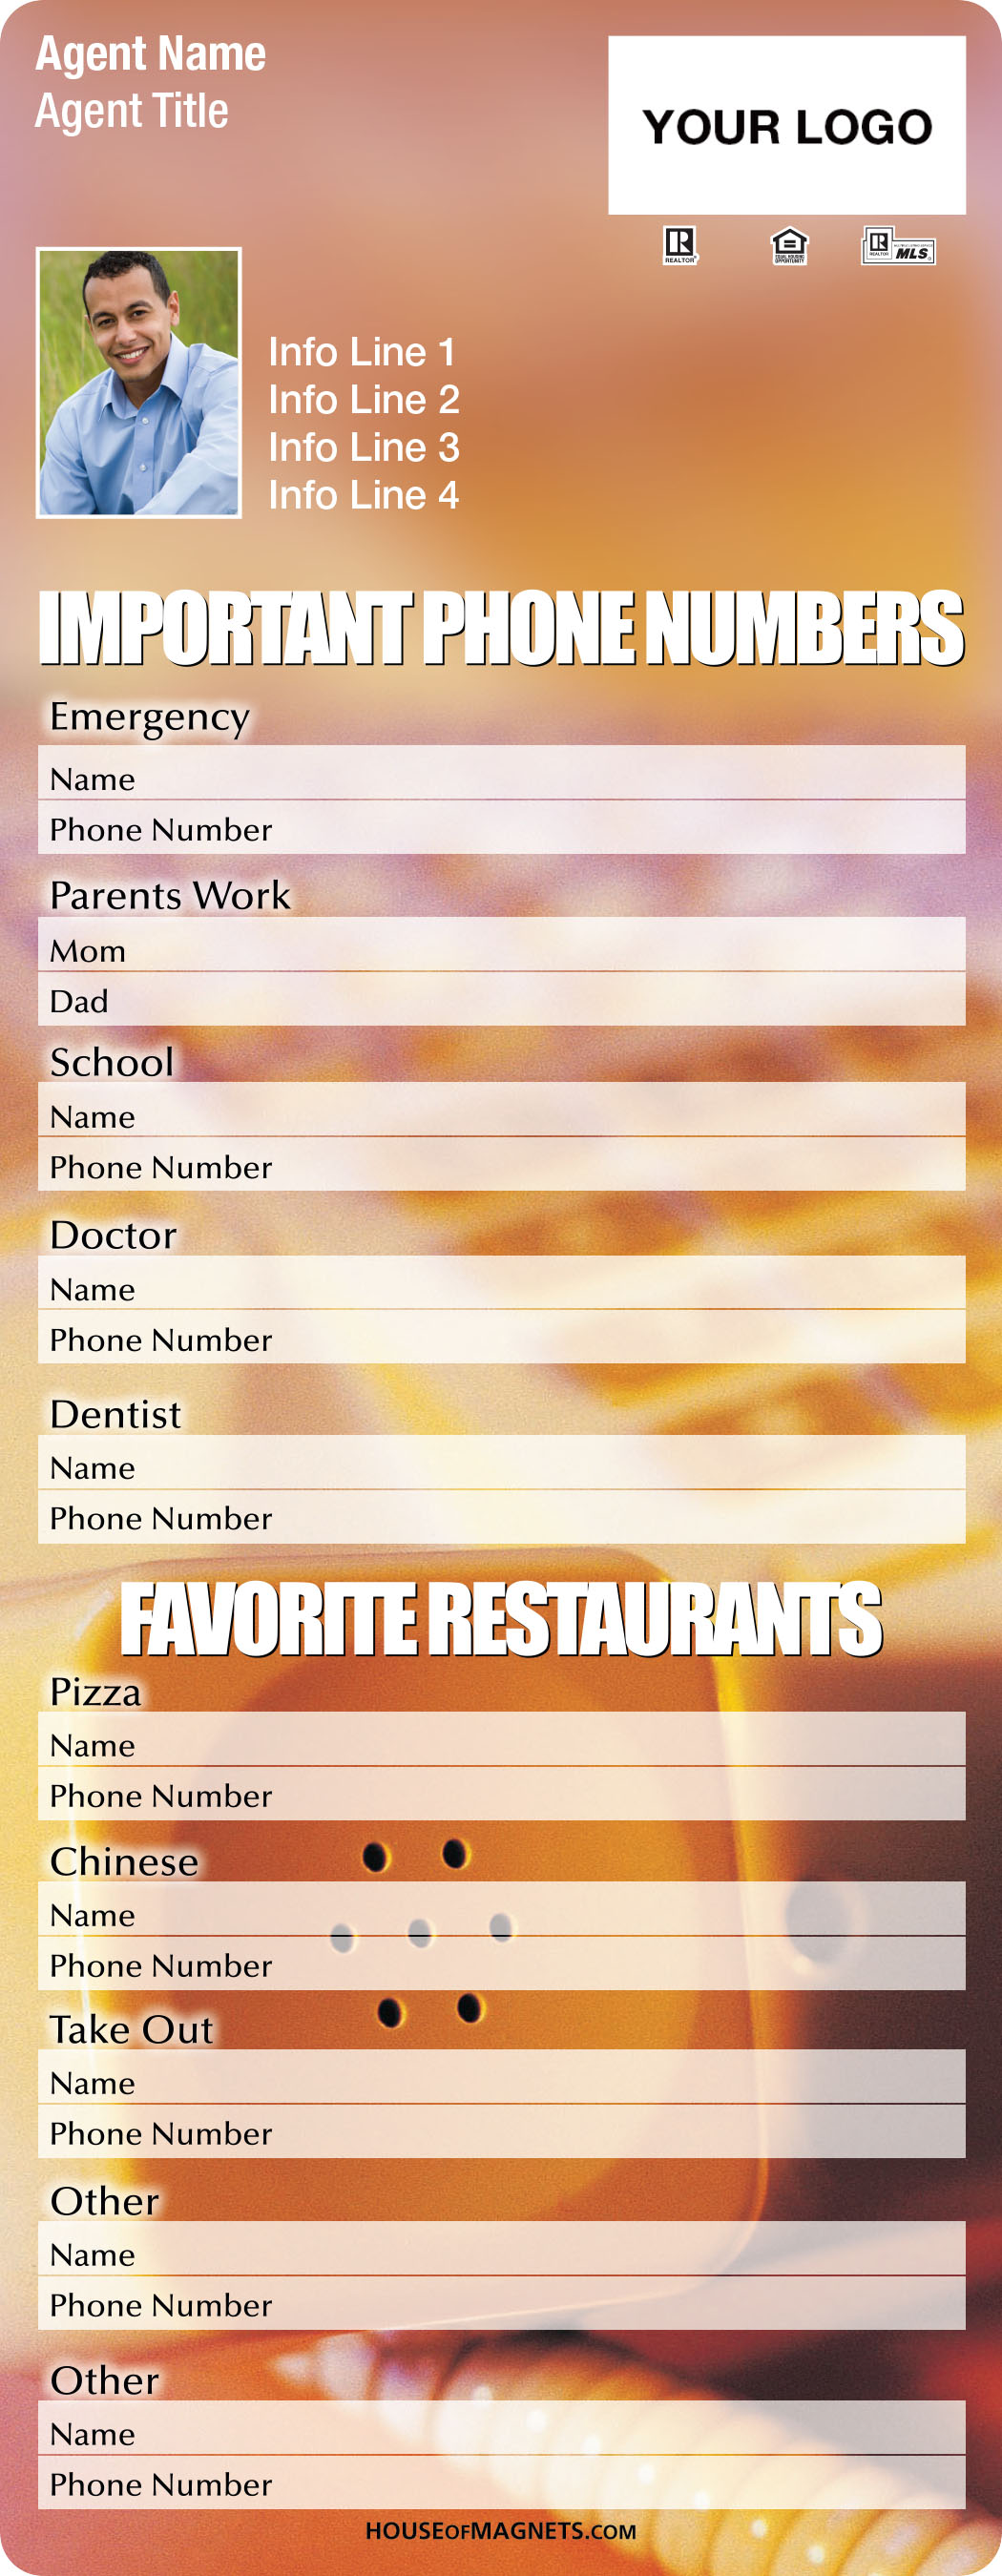 Agent Name
Agent Title
YOUR LOGO
REALTOR®
EQUAL HOUSING
OPPORTUNITY
REALTOR
MLS
Info Line 1
Info Line 2
Info Line 3
Info Line 4
IMPORTANT PHONE NUMBERS
Emergency
Name
Phone Number
Parents Work
Mom
Dad
School
Name
Phone Number
Doctor
Name
Phone Number
Dentist
Name
Phone Number
FAVORITE RESTAURANTS
Pizza
Name
Phone Number
Chinese
Name
Phone Number
Take Out
Name
Phone Number
Other
Name
Phone Number
Other
Name
Phone Number
HOUSEOFMAGNETS.COM